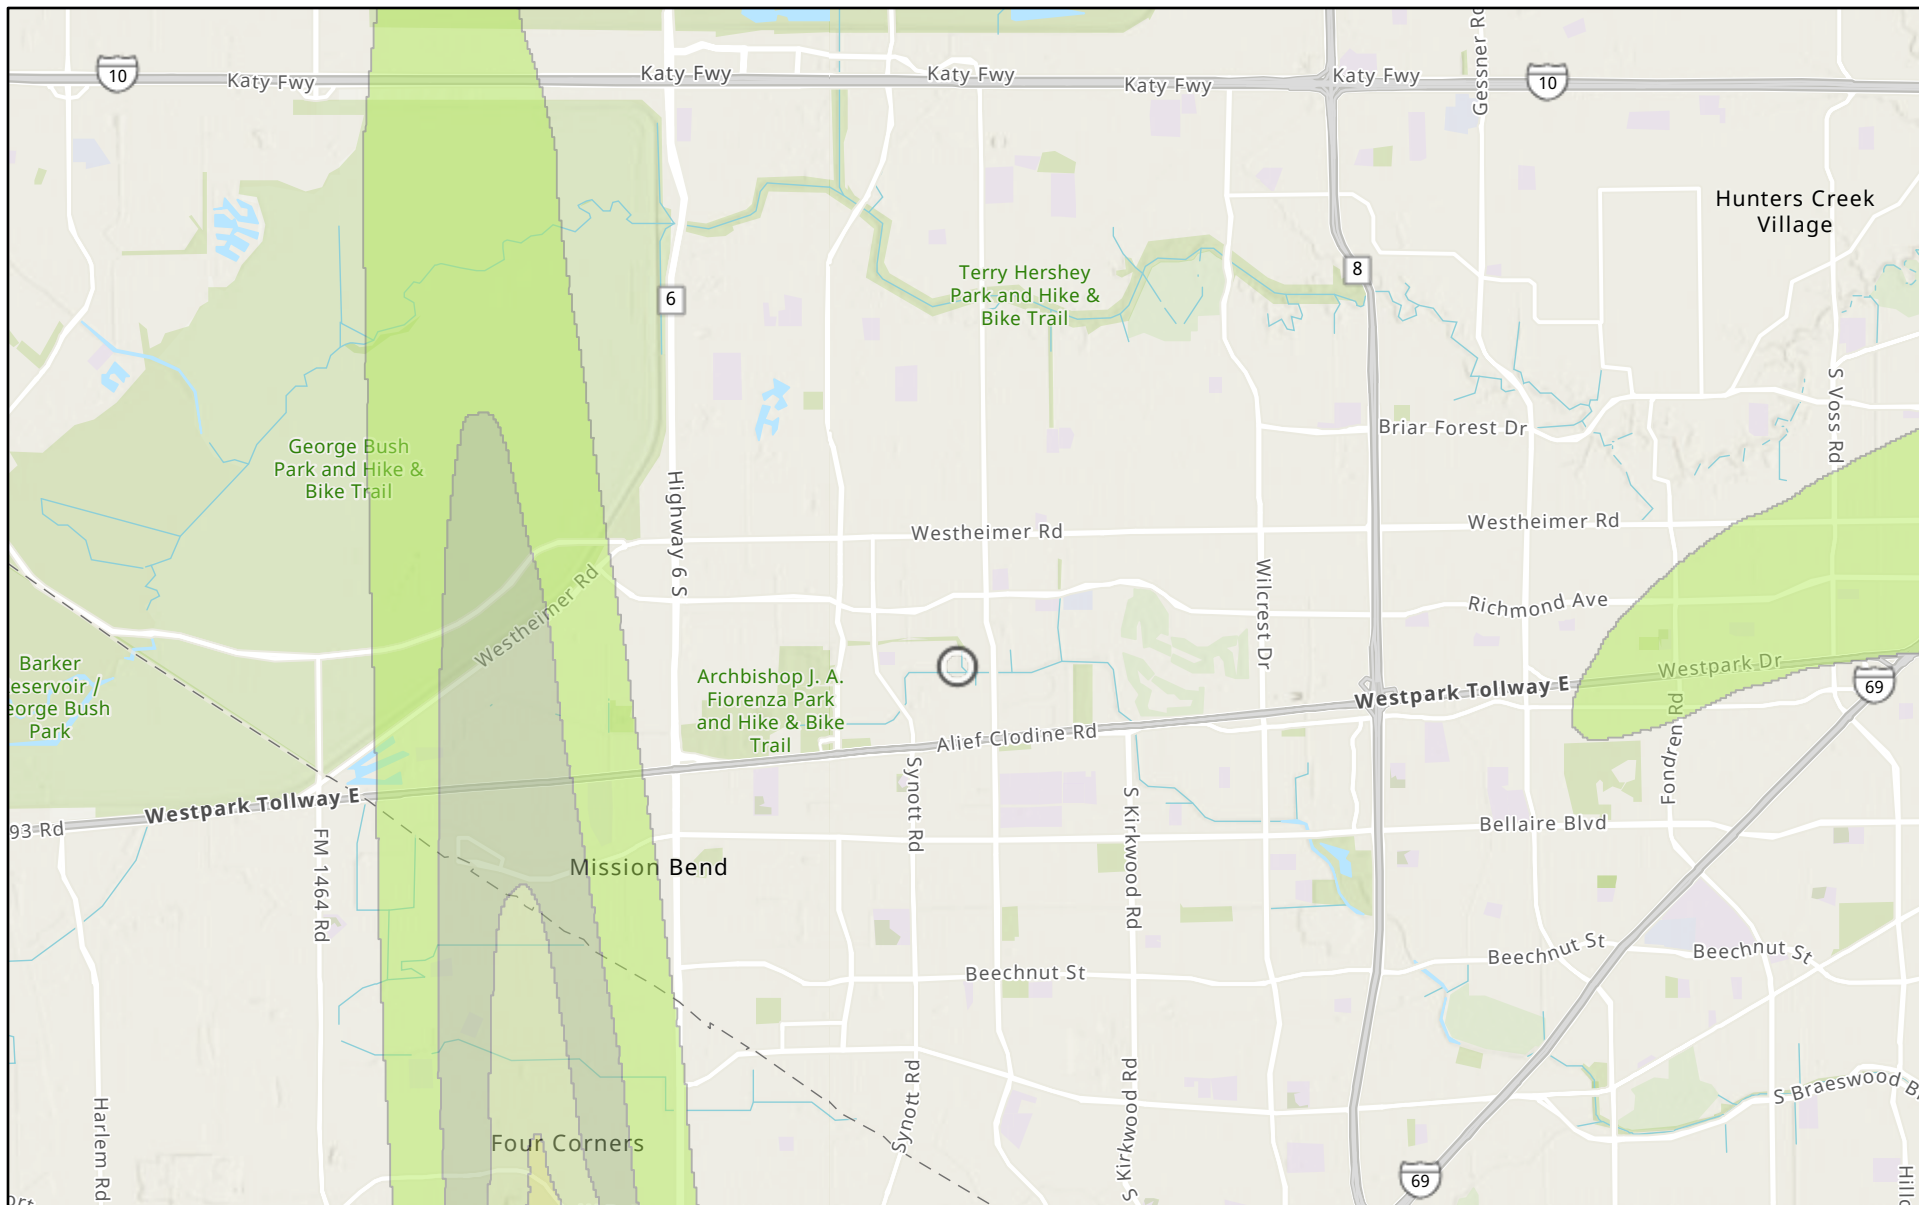 Gessner Rd
10
Katy Fwy
Katy Fwy
Katy Fwy
Katy Fwy
Katy Fwy
10
Hunters Creek
Village
8
6
Terry Hershey
Park and Hike &
Bike Trail
S Voss Rd
Briar Forest Dr
George Bush
Park and Hike &
Bike Trail
Highway 6 S
Westheimer Rd
Westheimer Rd
Westheimer Rd
Wilcrest Dr
Richmond Ave
Barker
eservoir /
eorge Bush
Park
Archbishop J. A.
Fiorenza Park
and Hike & Bike
Trail
Westpark Dr
69
Westpark Tollway E
Fondren Rd
Alief Clodine Rd
Westpark Tollway E
93 Rd
Synott Rd
S Kirkwood Rd
Bellaire Blvd
FM 1464 Rd
Mission Bend
Beechnut St
Beechnut St
Beechnut St
Harlem Rd
Four Corners
Synott Rd
S Kirkwood Rd
S Braeswood B
69
Hillc
ort